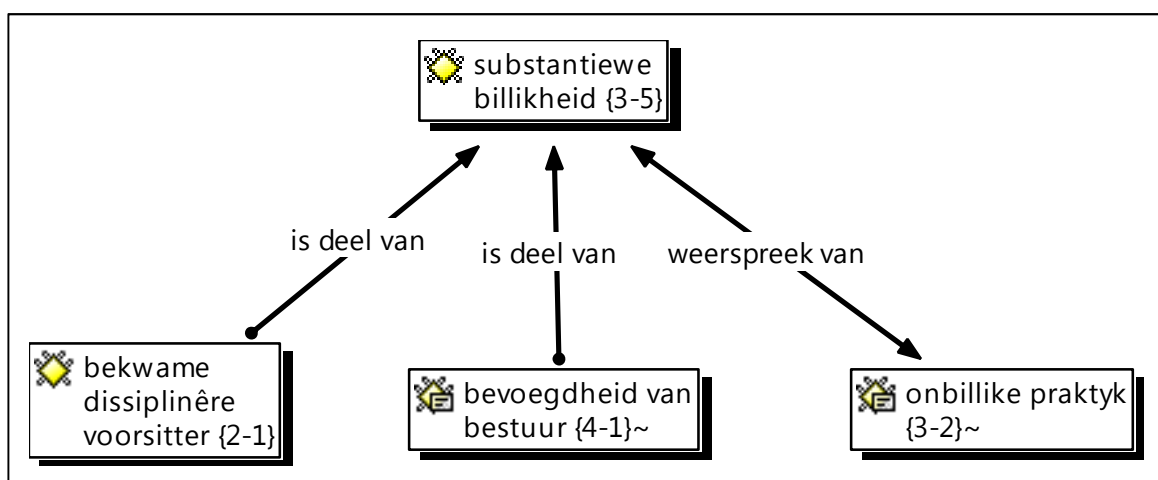 substantiewe
billikheid {3-5}
is deel van
is deel van
weerspreek van
bekwame
dissiplinêre
voorsitter {2-1}
bevoegdheid van
bestuur {4-1}~
onbillike praktyk
{3-2}~